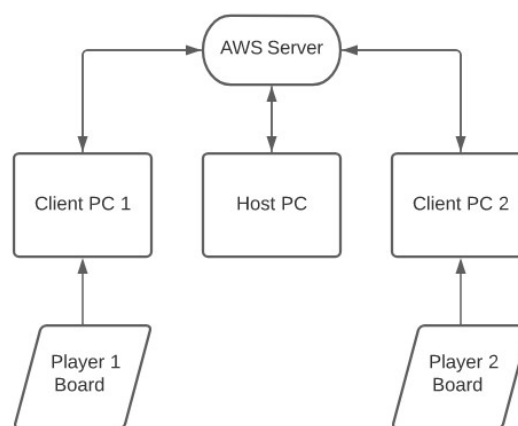 AWS Server
Client PC 1
Host PC
Client PC 2
Player 1
Board
Player 2
Board